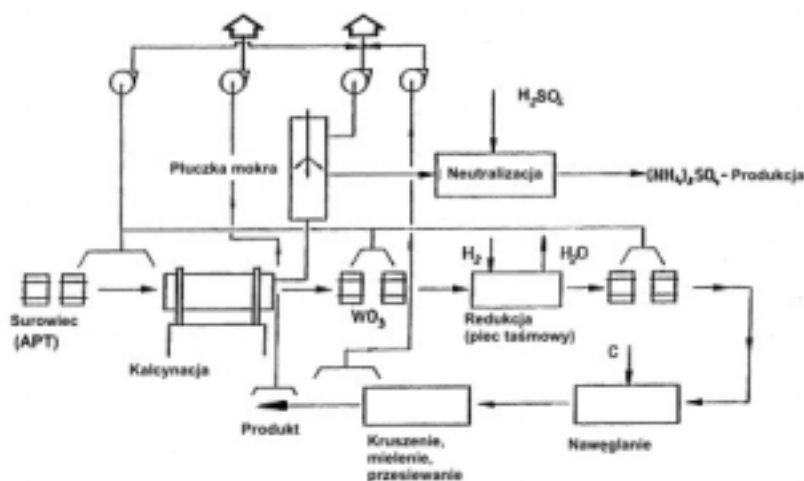 H₂SO₄
Płuczka mokra
Neutralizacja
(NH₄)₂SO₄ - Produkcja
H₂
H₂O
Surowiec
(APT)
WO₃
Redukcja
(piec taśmowy)
Kalcynacja
C
Produkt
Kruszenie,
mielenie,
przesiewanie
Nawęglanie